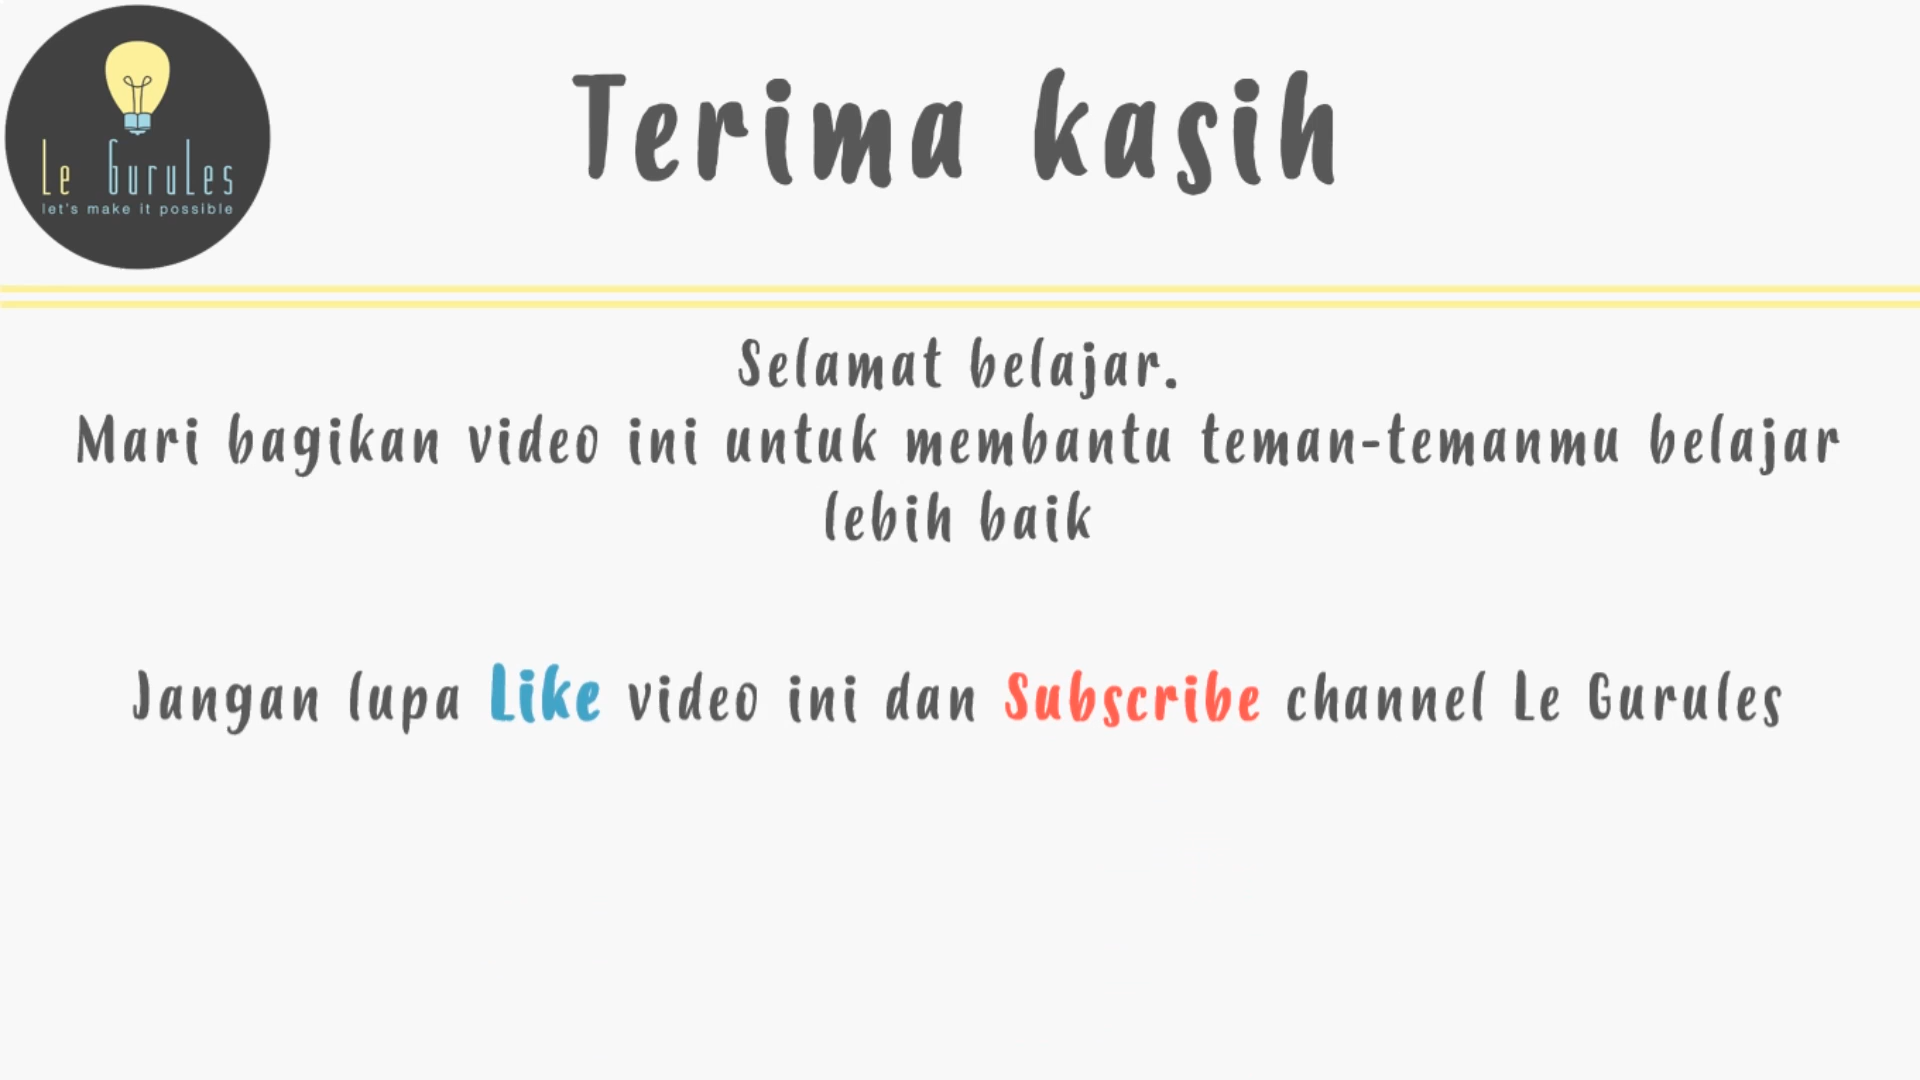 Le Gurules
let's make it possible
Terima kasih
Selamat belajar.
Mari bagikan video ini untuk membantu teman-temanmu belajar
lebih baik
Jangan lupa Like video ini dan Subscribe channel Le Gurules